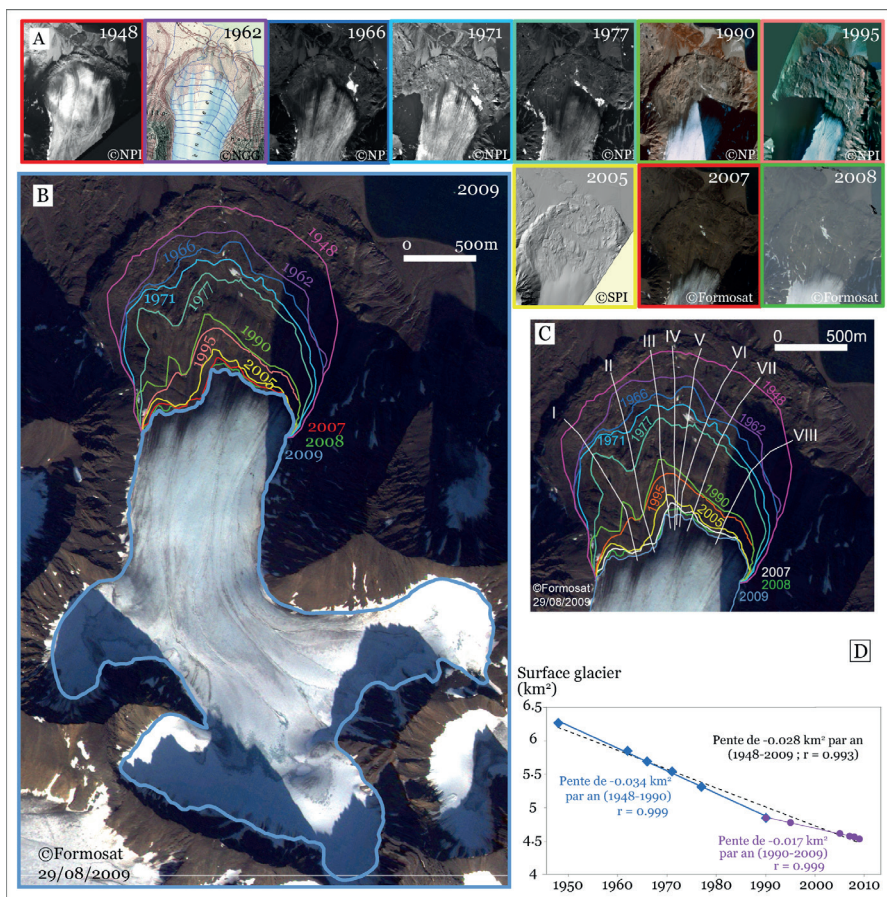 A
1948
1962
1966
1971
1977
1990
1995
©NPI
©NCG
©NPI
©NPI
©NPI
©NPI
©NPI
2005
2007
2008
©SPI
©Formosat
©Formosat
B
2009
0 500m
1948
1966
1962
1971
1977
1990
1995
2005
2007
2008
2009
©Formosat
29/08/2009
C
0 500m
I
II
III
IV
V
VI
VII
VIII
1948
1966
1962
1971
1977
1990
1995
2005
2007
2008
2009
©Formosat
29/08/2009
D
Surface glacier
(km²)
6.5
6
5.5
5
4.5
4
Pente de -0.028 km² par an
(1948-2009 ; r = 0.993)
Pente de -0.034 km²
par an (1948-1990)
r = 0.999
Pente de -0.017 km²
par an (1990-2009)
r = 0.999
1950 1960 1970 1980 1990 2000 2010